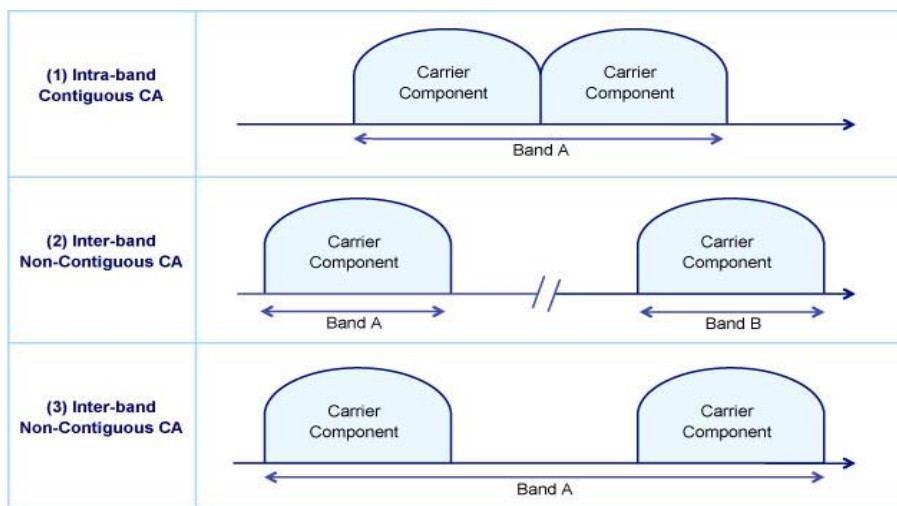 (1) Intra-band
Contiguous CA
Carrier
Component
Carrier
Component
Band A
(2) Inter-band
Non-Contiguous CA
Carrier
Component
Carrier
Component
Band A
Band B
(3) Inter-band
Non-Contiguous CA
Carrier
Component
Carrier
Component
Band A